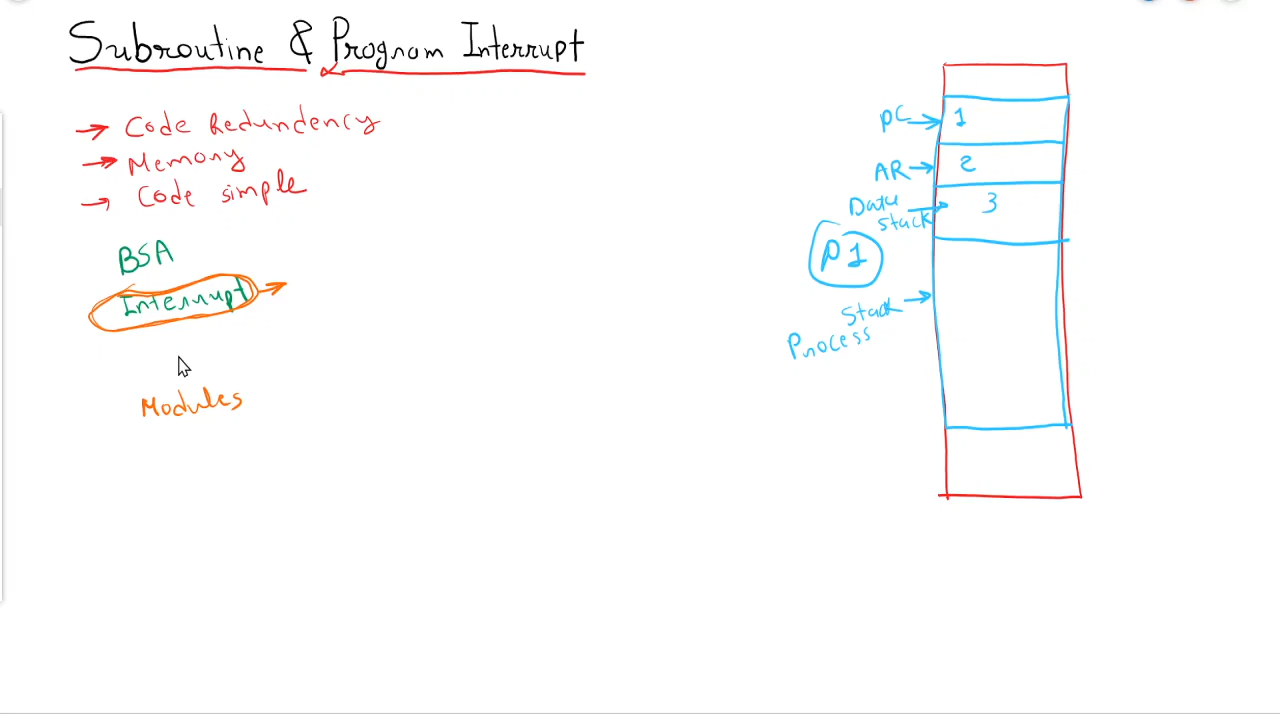 Subroutine & Program Interrupt
→ Code Redundency
→ Memory
→ Code simple
BSA
Interrupt →
Modules
PC → 1
AR → 2
Data stack → 3
P1
Stack →
Process